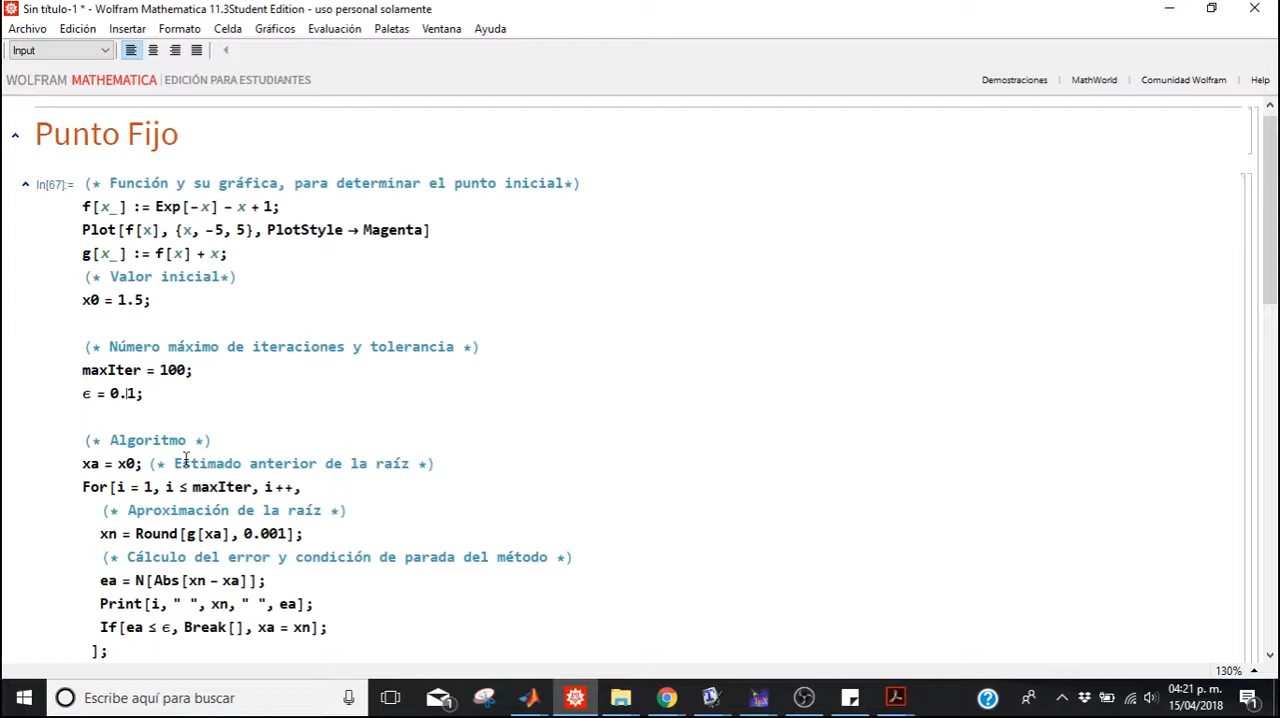 Sin título-1 * - Wolfram Mathematica 11.3Student Edition - uso personal solamente
Archivo Edición Insertar Formato Celda Gráficos Evaluación Paletas Ventana Ayuda
Input
WOLFRAM MATHEMATICA | EDICIÓN PARA ESTUDIANTES Demostraciones | MathWorld | Comunidad Wolfram | Help
Punto Fijo
In[67]:= (* Función y su gráfica, para determinar el punto inicial*)
f[x_] := Exp[-x] - x + 1;
Plot[f[x], {x, -5, 5}, PlotStyle → Magenta]
g[x_] := f[x] + x;
(* Valor inicial*)
x0 = 1.5;
(* Número máximo de iteraciones y tolerancia *)
maxIter = 100;
ϵ = 0.1;
(* Algoritmo *)
xa = x0; (* Estimado anterior de la raíz *)
For[i = 1, i ≤ maxIter, i++,
(* Aproximación de la raíz *)
xn = Round[g[xa], 0.001];
(* Cálculo del error y condición de parada del método *)
ea = N[Abs[xn - xa]];
Print[i, " ", xn, " ", ea];
If[ea ≤ ϵ, Break[], xa = xn];
];
130%
Escribe aquí para buscar
04:21 p. m.
15/04/2018